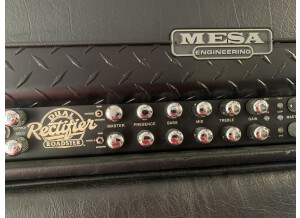 MESA
ENGINEERING
DUAL
Rectifier
ROADSTER
MASTER PRESENCE BASS MID TREBLE GAIN